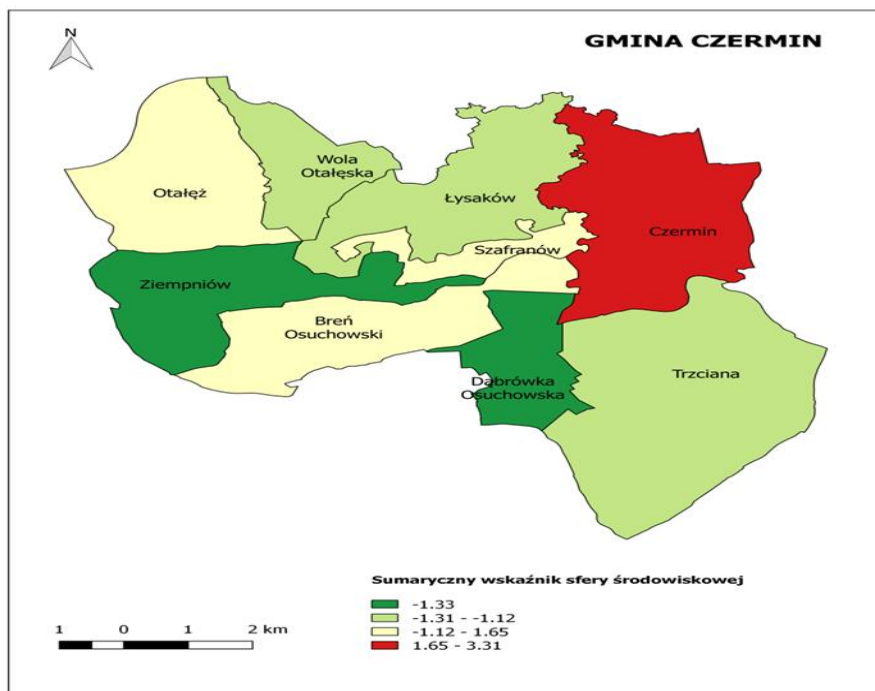 N
GMINA CZERMIN
Wola
Otałęska
Otałęż
Łysaków
Czermin
Szafranów
Ziempniów
Breń
Osuchowski
Trzciana
Dąbrówka
Osuchowska
Sumaryczny wskaźnik sfery środowiskowej
-1.33
-1.31 - -1.12
-1.12 - 1.65
1.65 - 3.31
1 0 1 2 km